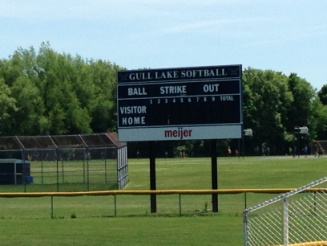 GULL LAKE SOFTBALL
BALL STRIKE OUT
1 2 3 4 5 6 7 8 9 TOTAL
VISITOR
HOME
meijer